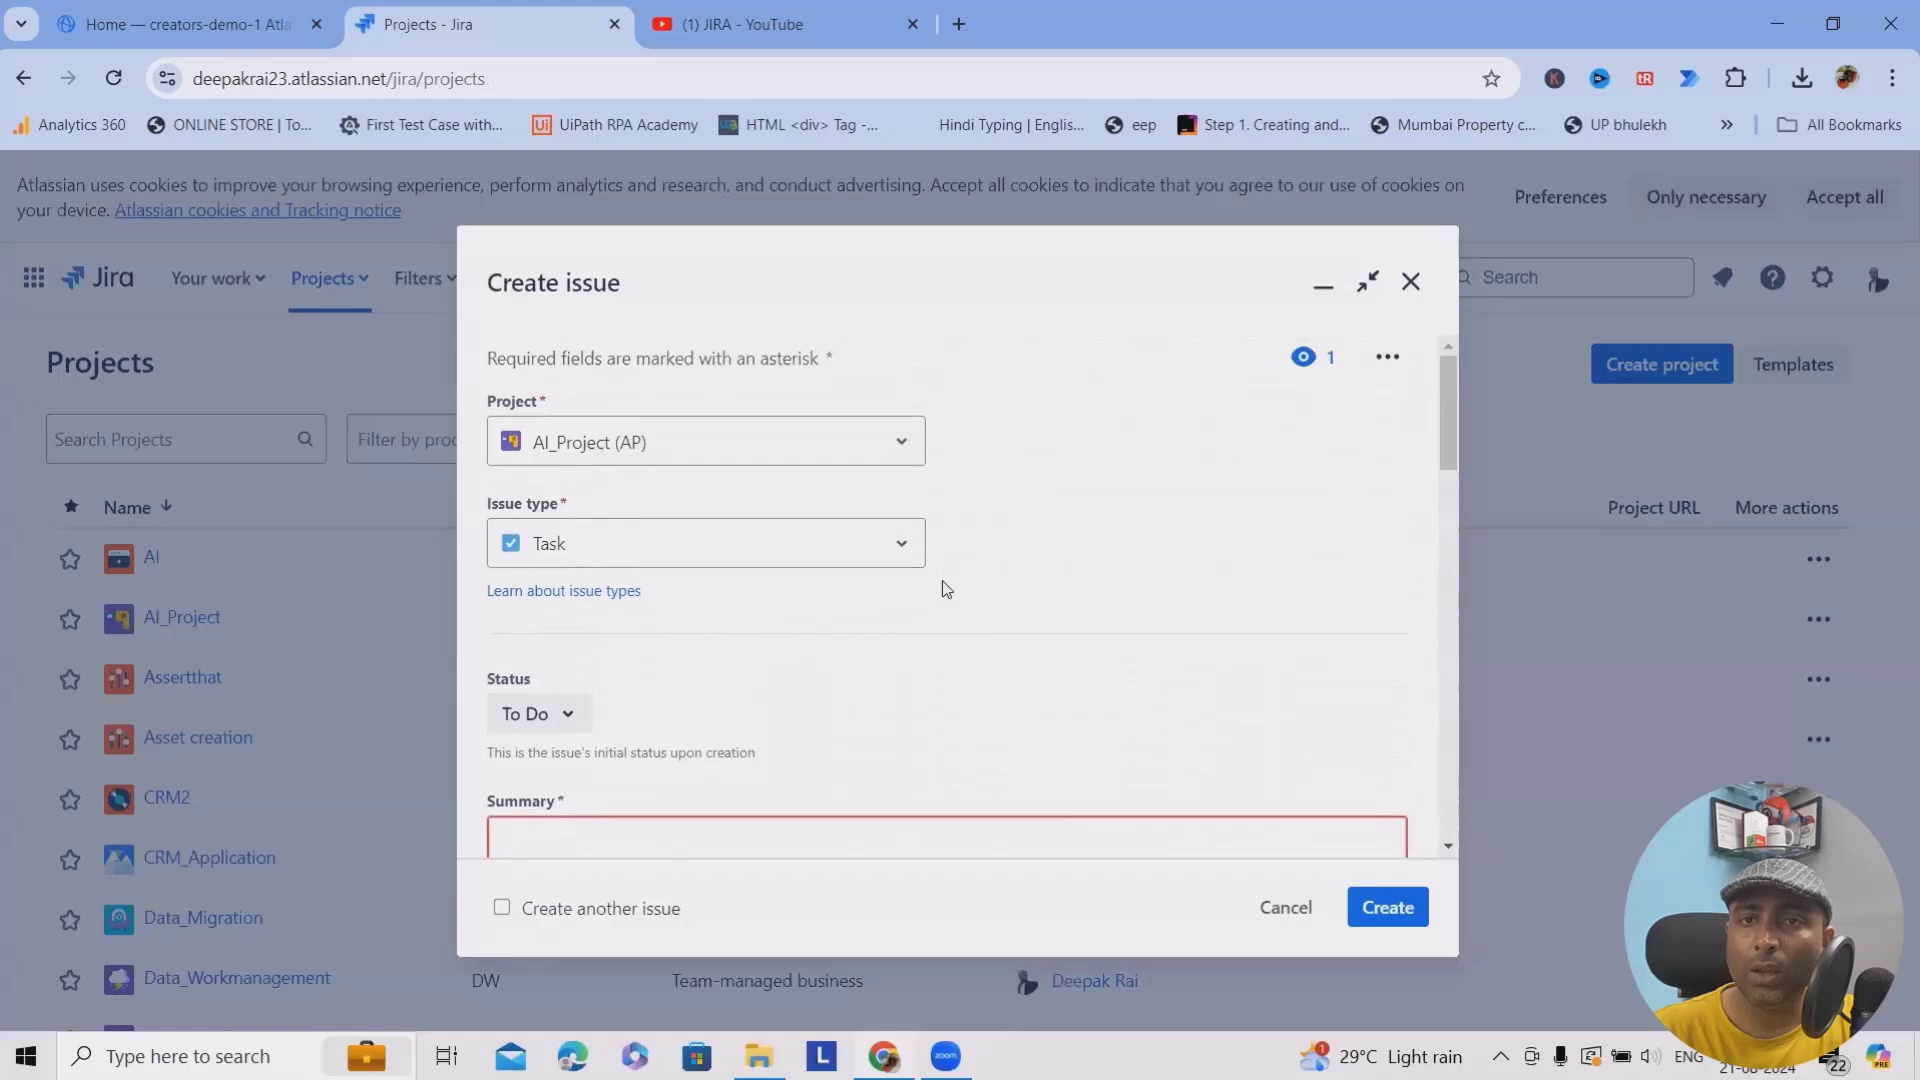 Home — creators-demo-1 Atla
Projects - Jira
(1) JIRA - YouTube
deepakrai23.atlassian.net/jira/projects
Analytics 360
ONLINE STORE | To...
First Test Case with...
UiPath RPA Academy
HTML <div> Tag -...
Hindi Typing | Englis...
eep
Step 1. Creating and...
Mumbai Property c...
UP bhulekh
All Bookmarks
Atlassian uses cookies to improve your browsing experience, perform analytics and research, and conduct advertising. Accept all cookies to indicate that you agree to our use of cookies on
your device. Atlassian cookies and Tracking notice
Preferences
Only necessary
Accept all
Jira
Your work
Projects
Filters
Search
Projects
Create project
Templates
Search Projects
Filter by proc
Name
Project URL
More actions
AI
AI_Project
Assertthat
Asset creation
CRM2
CRM_Application
Data_Migration
Data_Workmanagement
DW
Team-managed business
Deepak Rai
Create issue
Required fields are marked with an asterisk *
1
Project *
AI_Project (AP)
Issue type *
Task
Learn about issue types
Status
To Do
This is the issue's initial status upon creation
Summary *
Create another issue
Cancel
Create
Type here to search
L
zoom
29°C Light rain
ENG
21-08-2024
22